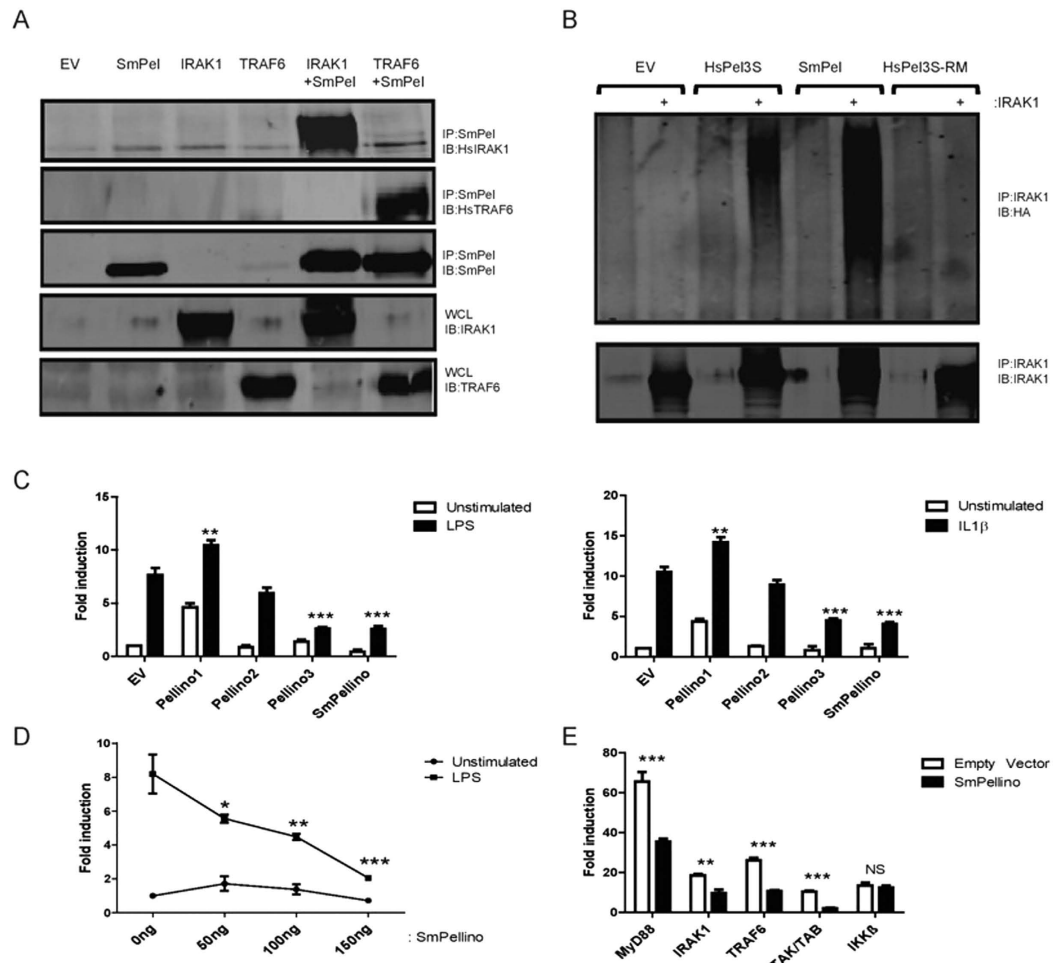 A
EV SmPel IRAK1 TRAF6 IRAK1 +SmPel TRAF6 +SmPel
IP:SmPel
IB:HsIRAK1
IP:SmPel
IB:HsTRAF6
IP:SmPel
IB:SmPel
WCL
IB:IRAK1
WCL
IB:TRAF6
B
EV HsPel3S SmPel HsPel3S-RM
+ + + + :IRAK1
IP:IRAK1
IB:HA
IP:IRAK1
IB:IRAK1
C
Fold induction
15
10
5
0
** *** ***
Unstimulated
LPS
EV Pellino1 Pellino2 Pellino3 SmPellino
Fold induction
20
15
10
5
0
** *** ***
Unstimulated
IL1β
EV Pellino1 Pellino2 Pellino3 SmPellino
D
Fold induction
10
8
6
4
2
0
* ** ***
Unstimulated
LPS
0ng 50ng 100ng 150ng : SmPellino
E
Fold induction
80
60
40
20
0
*** ** *** *** NS
Empty Vector
SmPellino
MyD88 IRAK1 TRAF6 TAK/TAB IKKß